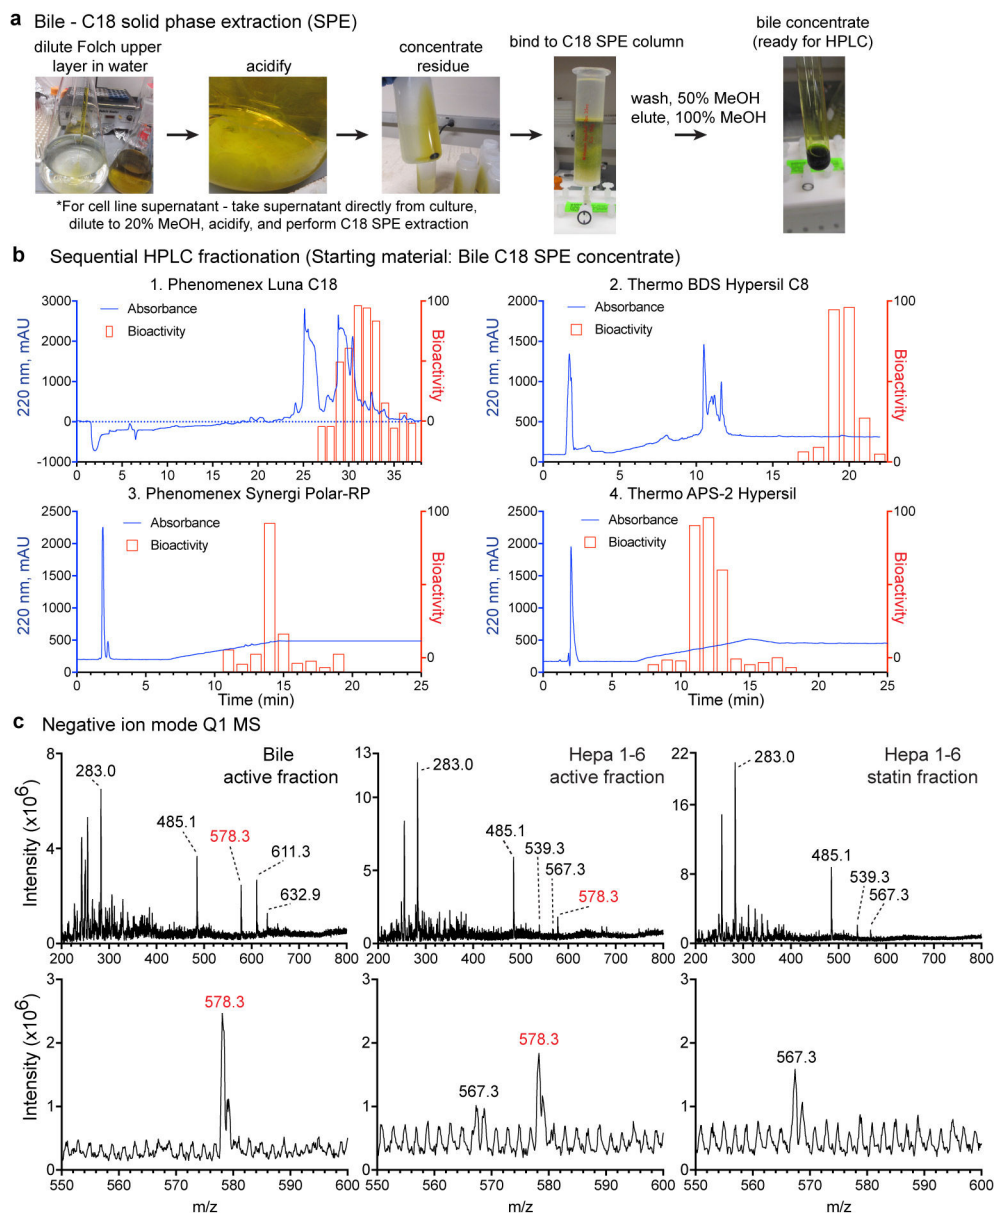 a Bile - C18 solid phase extraction (SPE)
dilute Folch upper
layer in water
acidify
concentrate
residue
bind to C18 SPE column
wash, 50% MeOH
elute, 100% MeOH
bile concentrate
(ready for HPLC)
*For cell line supernatant - take supernatant directly from culture,
dilute to 20% MeOH, acidify, and perform C18 SPE extraction
b Sequential HPLC fractionation (Starting material: Bile C18 SPE concentrate)
1. Phenomenex Luna C18
220 nm, mAU
3000
2000
1000
0
-1000
Absorbance
Bioactivity
100
0
Bioactivity
0 5 10 15 20 25 30 35
2. Thermo BDS Hypersil C8
220 nm, mAU
2000
1500
1000
500
0
Absorbance
Bioactivity
100
0
Bioactivity
0 5 10 15 20
3. Phenomenex Synergi Polar-RP
220 nm, mAU
2500
2000
1500
1000
500
0
Absorbance
Bioactivity
100
0
Bioactivity
0 5 10 15 20 25
Time (min)
4. Thermo APS-2 Hypersil
220 nm, mAU
2500
2000
1500
1000
500
0
Absorbance
Bioactivity
100
0
Bioactivity
0 5 10 15 20 25
Time (min)
c Negative ion mode Q1 MS
Intensity (x10⁶)
8
4
0
Bile
active fraction
283.0
485.1
578.3
611.3
632.9
200 300 400 500 600 700 800
13
10
5
0
Hepa 1-6
active fraction
283.0
485.1
539.3
567.3
578.3
200 300 400 500 600 700 800
22
16
8
0
Hepa 1-6
statin fraction
283.0
485.1
539.3
567.3
200 300 400 500 600 700 800
Intensity (x10⁶)
3
2
1
0
578.3
550 560 570 580 590 600
m/z
3
2
1
0
567.3
578.3
550 560 570 580 590 600
m/z
3
2
1
0
567.3
550 560 570 580 590 600
m/z